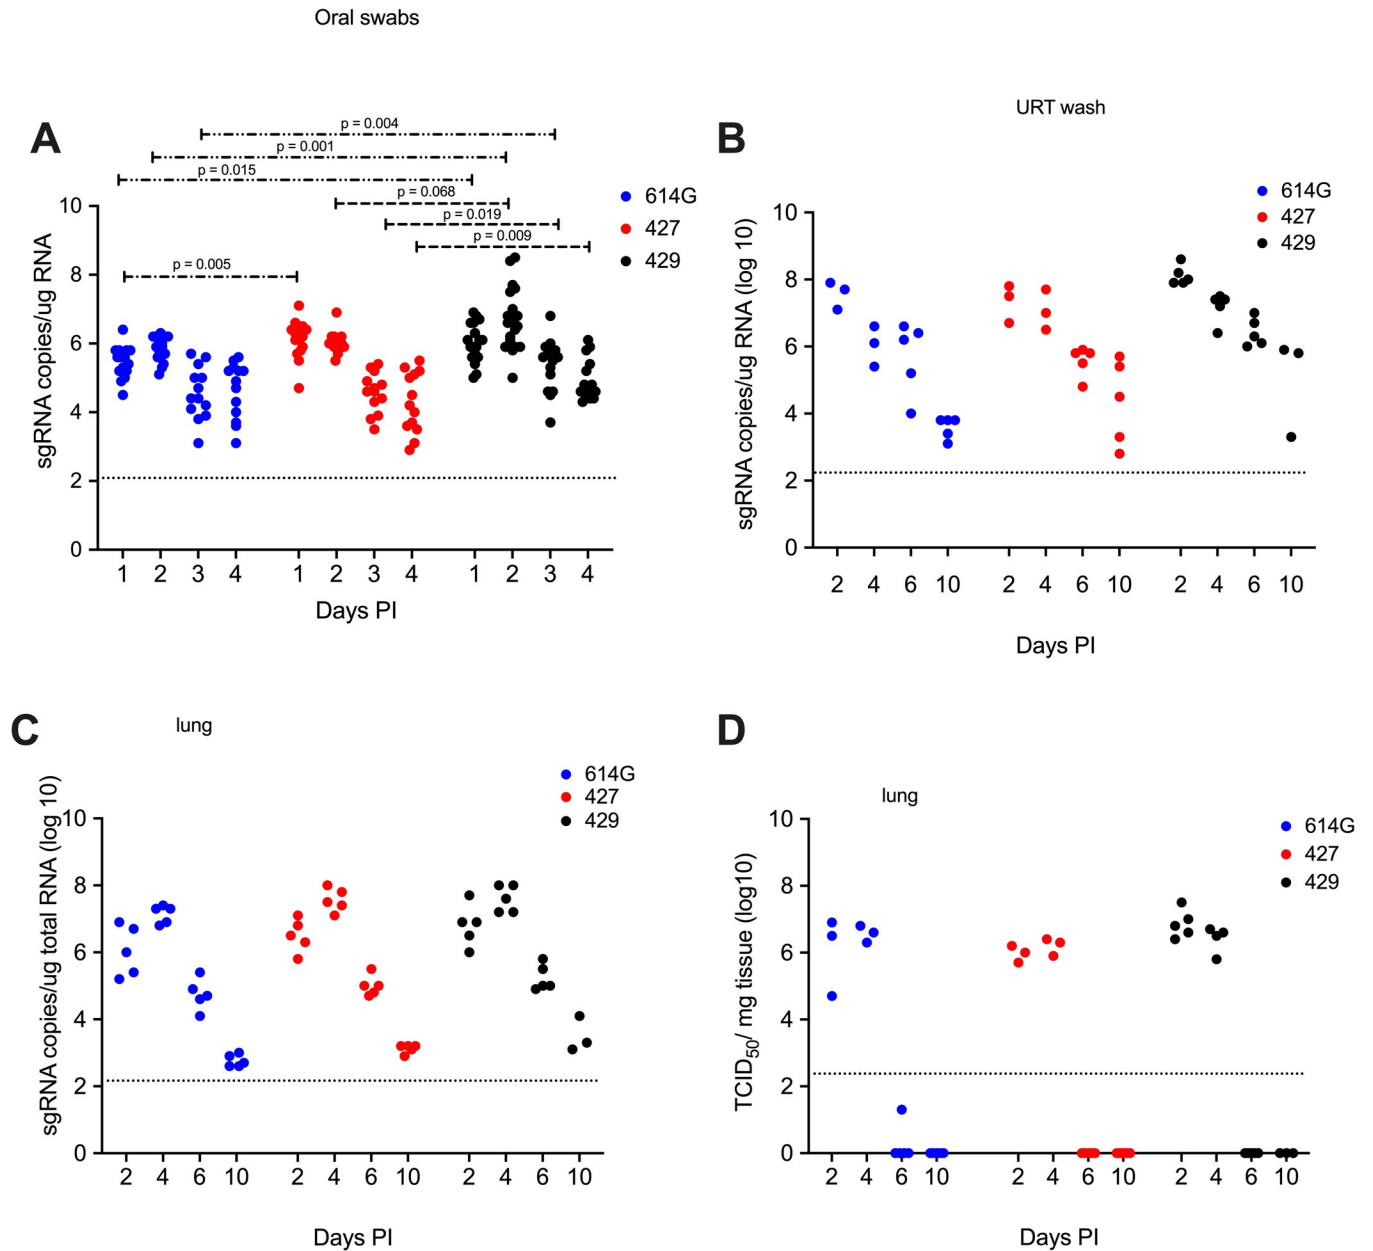 Oral swabs
A
p = 0.004
p = 0.001
p = 0.015
p = 0.068
p = 0.019
p = 0.009
p = 0.005
614G
427
429
sgRNA copies/ug RNA
10
8
6
4
2
0
1 2 3 4 1 2 3 4 1 2 3 4
Days PI
URT wash
B
614G
427
429
sgRNA copies/ug RNA (log 10)
10
8
6
4
2
0
2 4 6 10 2 4 6 10 2 4 6 10
Days PI
C
lung
614G
427
429
sgRNA copies/ug total RNA (log 10)
10
8
6
4
2
0
2 4 6 10 2 4 6 10 2 4 6 10
Days PI
D
lung
614G
427
429
TCID50/ mg tissue (log10)
10
8
6
4
2
0
2 4 6 10 2 4 6 10 2 4 6 10
Days PI